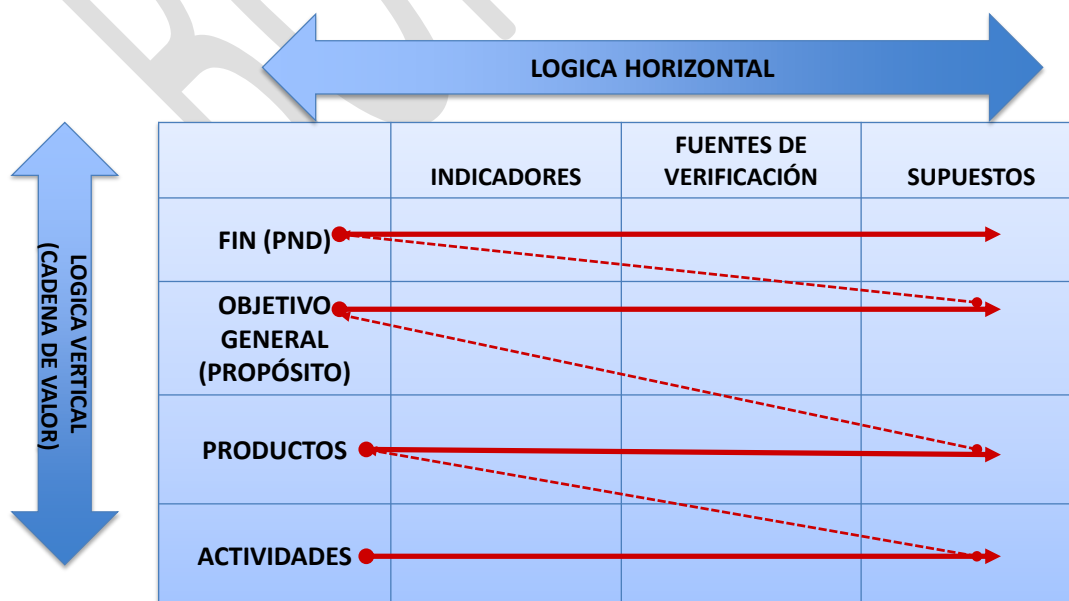 LOGICA HORIZONTAL
LOGICA VERTICAL
(CADENA DE VALOR)
INDICADORES
FUENTES DE
VERIFICACIÓN
SUPUESTOS
FIN (PND)
OBJETIVO
GENERAL
(PROPÓSITO)
PRODUCTOS
ACTIVIDADES